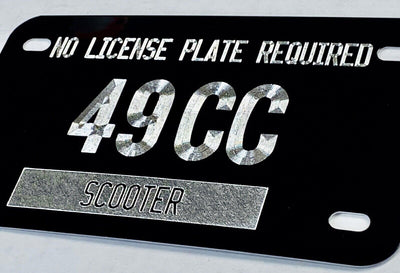 NO LICENSE PLATE REQUIRED
49CC
SCOOTER